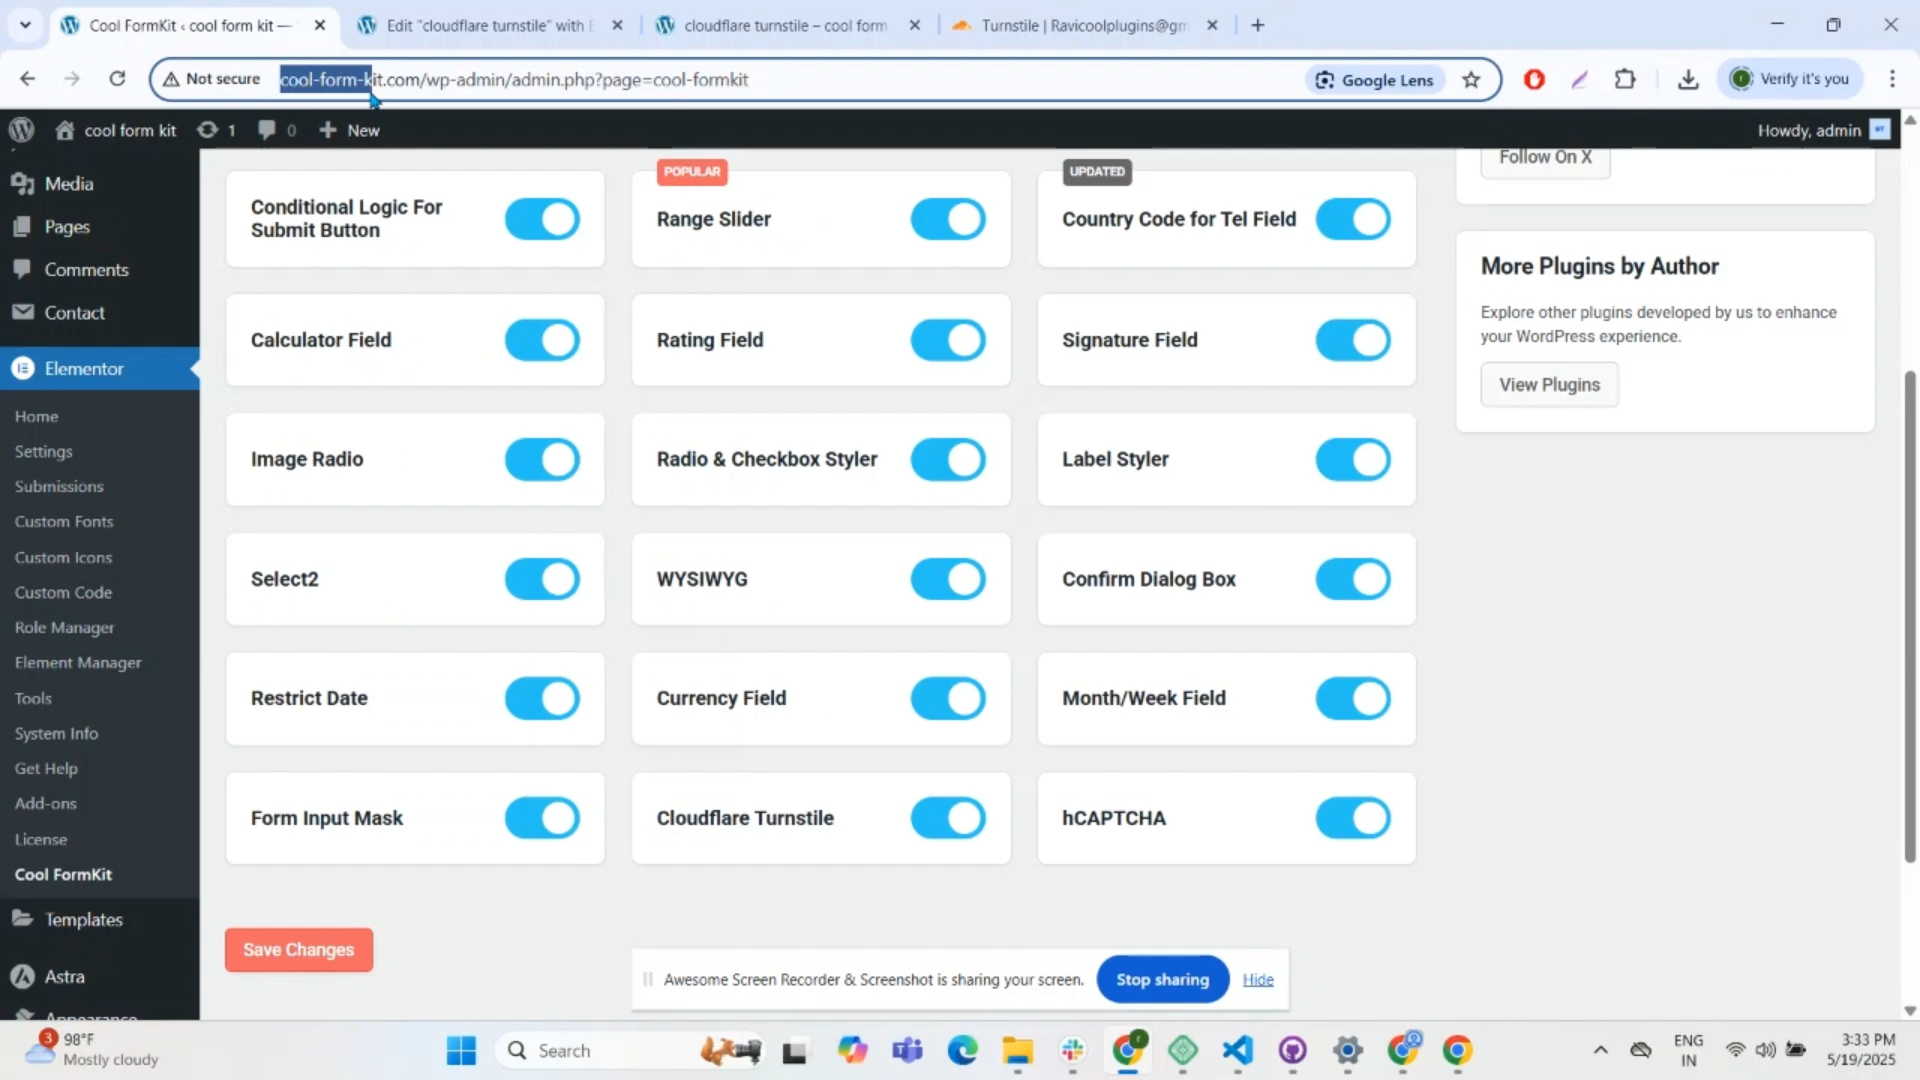 Cool FormKit ‹ cool form kit —
Edit "cloudflare turnstile" with E
cloudflare turnstile – cool form
Turnstile | Ravicoolplugins@gm
Not secure
cool-form-kit.com/wp-admin/admin.php?page=cool-formkit
Google Lens
Verify it's you
cool form kit
1
0
New
Howdy, admin
Media
Pages
Comments
Contact
Elementor
Home
Settings
Submissions
Custom Fonts
Custom Icons
Custom Code
Role Manager
Element Manager
Tools
System Info
Get Help
Add-ons
License
Cool FormKit
Templates
Astra
Appearance
POPULAR
UPDATED
Conditional Logic For
Submit Button
Range Slider
Country Code for Tel Field
Calculator Field
Rating Field
Signature Field
Image Radio
Radio & Checkbox Styler
Label Styler
Select2
WYSIWYG
Confirm Dialog Box
Restrict Date
Currency Field
Month/Week Field
Form Input Mask
Cloudflare Turnstile
hCAPTCHA
Save Changes
Follow On X
More Plugins by Author
Explore other plugins developed by us to enhance
your WordPress experience.
View Plugins
Awesome Screen Recorder & Screenshot is sharing your screen.
Stop sharing
Hide
3
98°F
Mostly cloudy
Search
ENG
IN
3:33 PM
5/19/2025